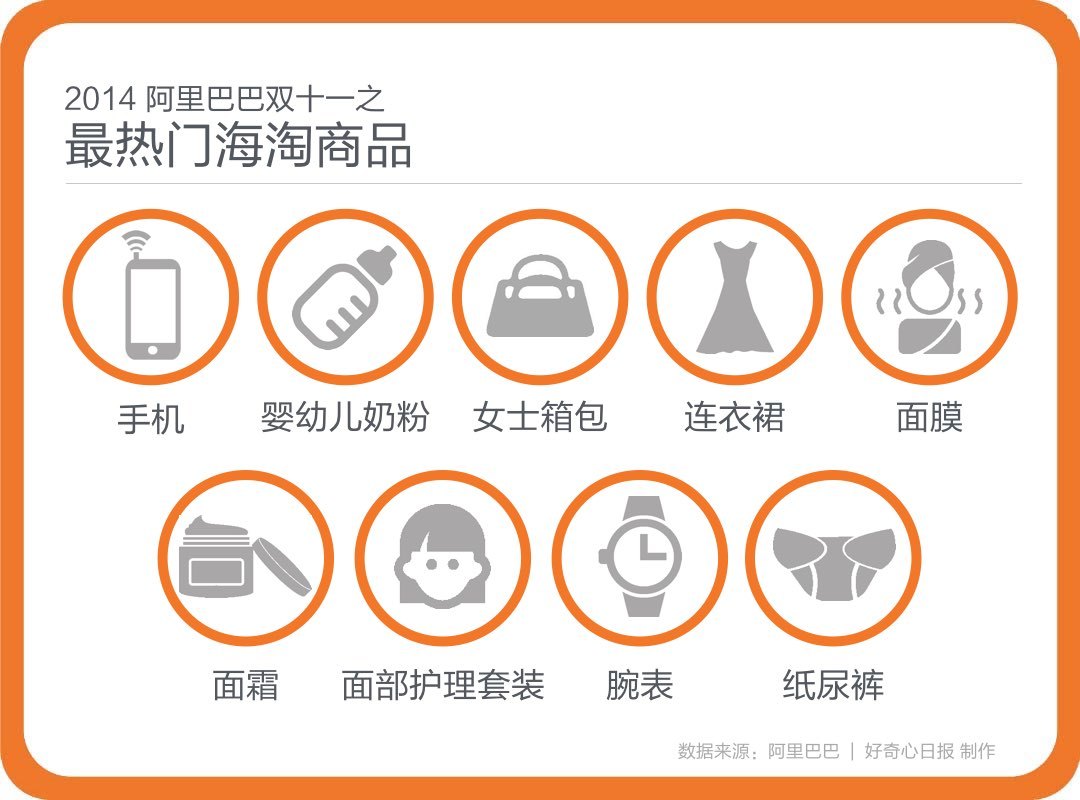 2014 阿里巴巴双十一之
最热门海淘商品
手机
婴幼儿奶粉
女士箱包
连衣裙
面膜
面霜
面部护理套装
腕表
纸尿裤
数据来源：阿里巴巴 | 好奇心日报 制作